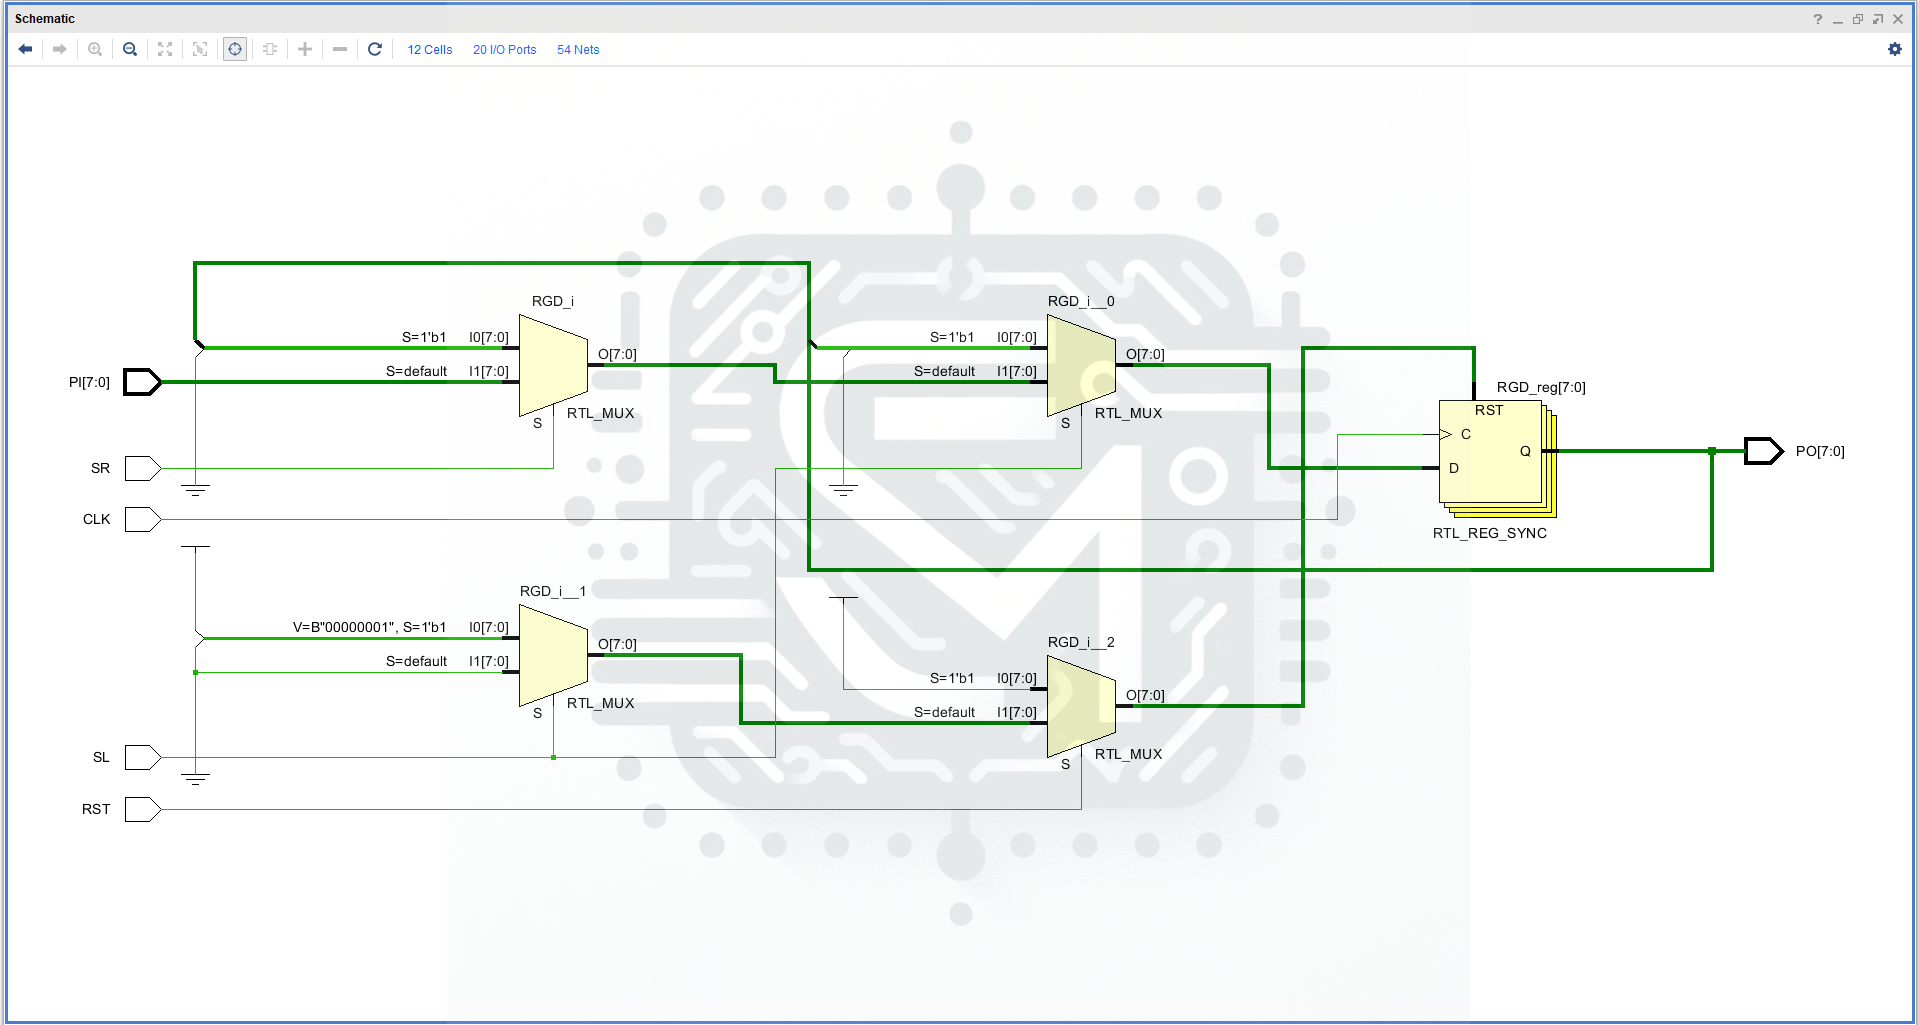 Schematic
12 Cells 20 I/O Ports 54 Nets
RGD_i
S=1'b1 I0[7:0]
S=default I1[7:0]
O[7:0]
S
RTL_MUX
RGD_i__0
S=1'b1 I0[7:0]
S=default I1[7:0]
O[7:0]
S
RTL_MUX
PI[7:0]
SR
CLK
RGD_reg[7:0]
RST
C
D
Q
RTL_REG_SYNC
PO[7:0]
RGD_i__1
V=B"00000001", S=1'b1 I0[7:0]
S=default I1[7:0]
O[7:0]
S
RTL_MUX
RGD_i__2
S=1'b1 I0[7:0]
S=default I1[7:0]
O[7:0]
S
RTL_MUX
SL
RST